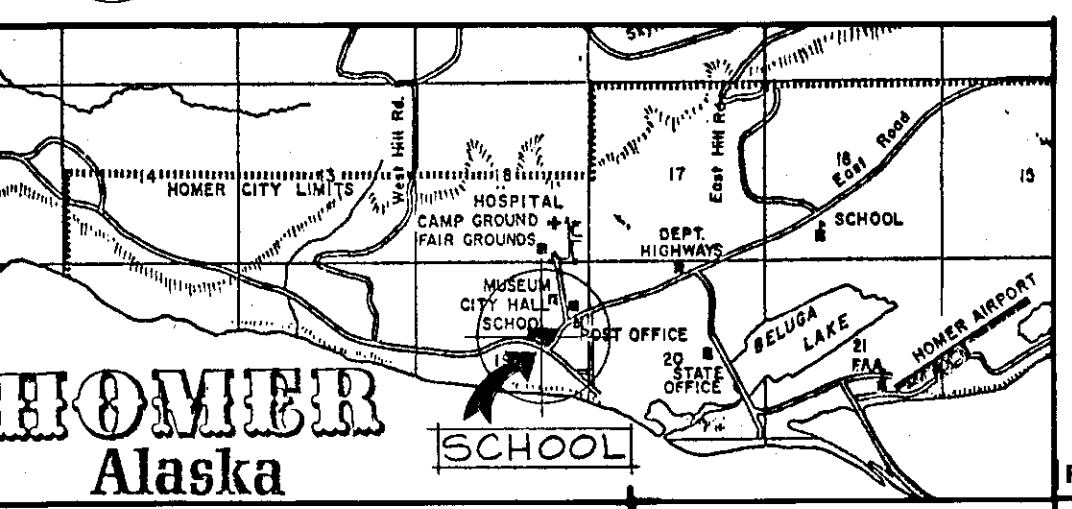 West Hill Rd.
East Hill Rd.
East Road
14
13
HOMER CITY LIMITS
18
17
16
15
HOSPITAL
CAMP GROUND
FAIR GROUNDS
DEPT.
HIGHWAYS
SCHOOL
MUSEUM
CITY HALL
SCHOOL
POST OFFICE
BELUGA
LAKE
HOMER AIRPORT
20
STATE
OFFICE
21
FAA
HOMER
Alaska
SCHOOL